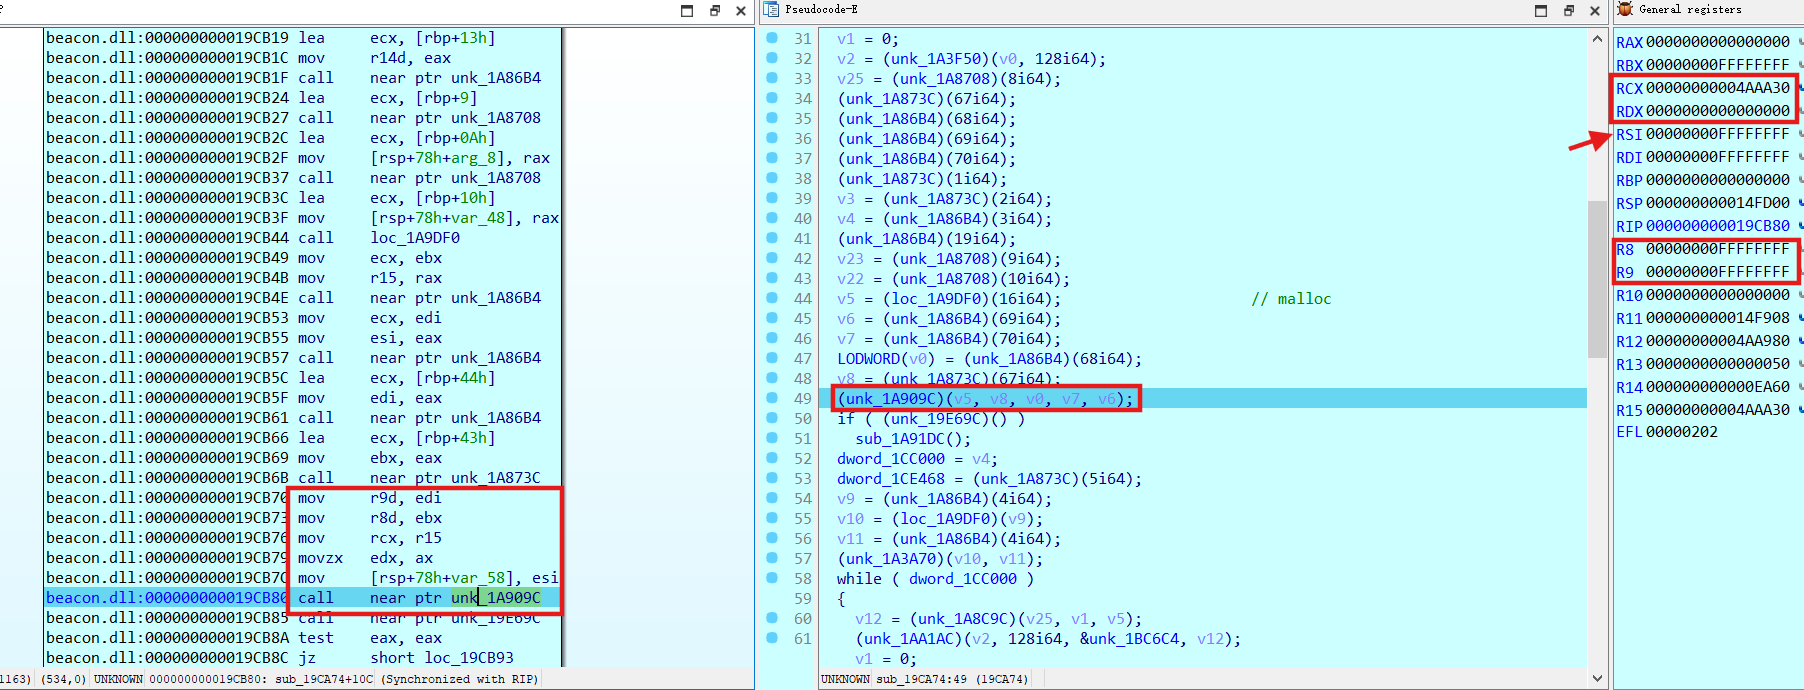 Pseudocode-E
General registers
beacon.dll:000000000019CB19 lea ecx, [rbp+13h]
beacon.dll:000000000019CB1C mov r14d, eax
beacon.dll:000000000019CB1F call near ptr unk_1A86B4
beacon.dll:000000000019CB24 lea ecx, [rbp+9]
beacon.dll:000000000019CB27 call near ptr unk_1A8708
beacon.dll:000000000019CB2C lea ecx, [rbp+0Ah]
beacon.dll:000000000019CB2F mov [rsp+78h+arg_8], rax
beacon.dll:000000000019CB37 call near ptr unk_1A8708
beacon.dll:000000000019CB3C lea ecx, [rbp+10h]
beacon.dll:000000000019CB3F mov [rsp+78h+var_48], rax
beacon.dll:000000000019CB44 call loc_1A9DF0
beacon.dll:000000000019CB49 mov ecx, ebx
beacon.dll:000000000019CB4B mov r15, rax
beacon.dll:000000000019CB4E call near ptr unk_1A86B4
beacon.dll:000000000019CB53 mov ecx, edi
beacon.dll:000000000019CB55 mov esi, eax
beacon.dll:000000000019CB57 call near ptr unk_1A86B4
beacon.dll:000000000019CB5C lea ecx, [rbp+44h]
beacon.dll:000000000019CB5F mov edi, eax
beacon.dll:000000000019CB61 call near ptr unk_1A86B4
beacon.dll:000000000019CB66 lea ecx, [rbp+43h]
beacon.dll:000000000019CB69 mov ebx, eax
beacon.dll:000000000019CB6B call near ptr unk_1A873C
beacon.dll:000000000019CB70 mov r9d, edi
beacon.dll:000000000019CB73 mov r8d, ebx
beacon.dll:000000000019CB76 mov rcx, r15
beacon.dll:000000000019CB79 movzx edx, ax
beacon.dll:000000000019CB7C mov [rsp+78h+var_58], esi
beacon.dll:000000000019CB80 call near ptr unk_1A909C
beacon.dll:000000000019CB85 call near ptr unk_19E69C
beacon.dll:000000000019CB8A test eax, eax
beacon.dll:000000000019CB8C jz short loc_19CB93
1163) (534,0) UNKNOWN 000000000019CB80: sub_19CA74+10C (Synchronized with RIP)
31 v1 = 0;
32 v2 = (unk_1A3F50)(v0, 128i64);
33 v25 = (unk_1A8708)(8i64);
34 (unk_1A873C)(67i64);
35 (unk_1A86B4)(68i64);
36 (unk_1A86B4)(69i64);
37 (unk_1A86B4)(70i64);
38 (unk_1A873C)(1i64);
39 v3 = (unk_1A873C)(2i64);
40 v4 = (unk_1A86B4)(3i64);
41 (unk_1A86B4)(19i64);
42 v23 = (unk_1A8708)(9i64);
43 v22 = (unk_1A8708)(10i64);
44 v5 = (loc_1A9DF0)(16i64); // malloc
45 v6 = (unk_1A86B4)(69i64);
46 v7 = (unk_1A86B4)(70i64);
47 LODWORD(v0) = (unk_1A86B4)(68i64);
48 v8 = (unk_1A873C)(67i64);
49 (unk_1A909C)(v5, v8, v0, v7, v6);
50 if ( (unk_19E69C)() )
51 sub_1A91DC();
52 dword_1CC000 = v4;
53 dword_1CE468 = (unk_1A873C)(5i64);
54 v9 = (unk_1A86B4)(4i64);
55 v10 = (loc_1A9DF0)(v9);
56 v11 = (unk_1A86B4)(4i64);
57 (unk_1A3A70)(v10, v11);
58 while ( dword_1CC000 )
59 {
60 v12 = (unk_1A8C9C)(v25, v1, v5);
61 (unk_1AA1AC)(v2, 128i64, &unk_1BC6C4, v12);
v1 = 0;
UNKNOWN sub_19CA74:49 (19CA74)
RAX 0000000000000000
RBX 00000000FFFFFFFF
RCX 00000000004AAA30
RDX 0000000000000000
RSI 00000000FFFFFFFF
RDI 00000000FFFFFFFF
RBP 0000000000000000
RSP 000000000014FD00
RIP 000000000019CB80
R8 00000000FFFFFFFF
R9 00000000FFFFFFFF
R10 0000000000000000
R11 000000000014F908
R12 00000000004AA980
R13 0000000000000050
R14 000000000000EA60
R15 00000000004AAA30
EFL 00000202